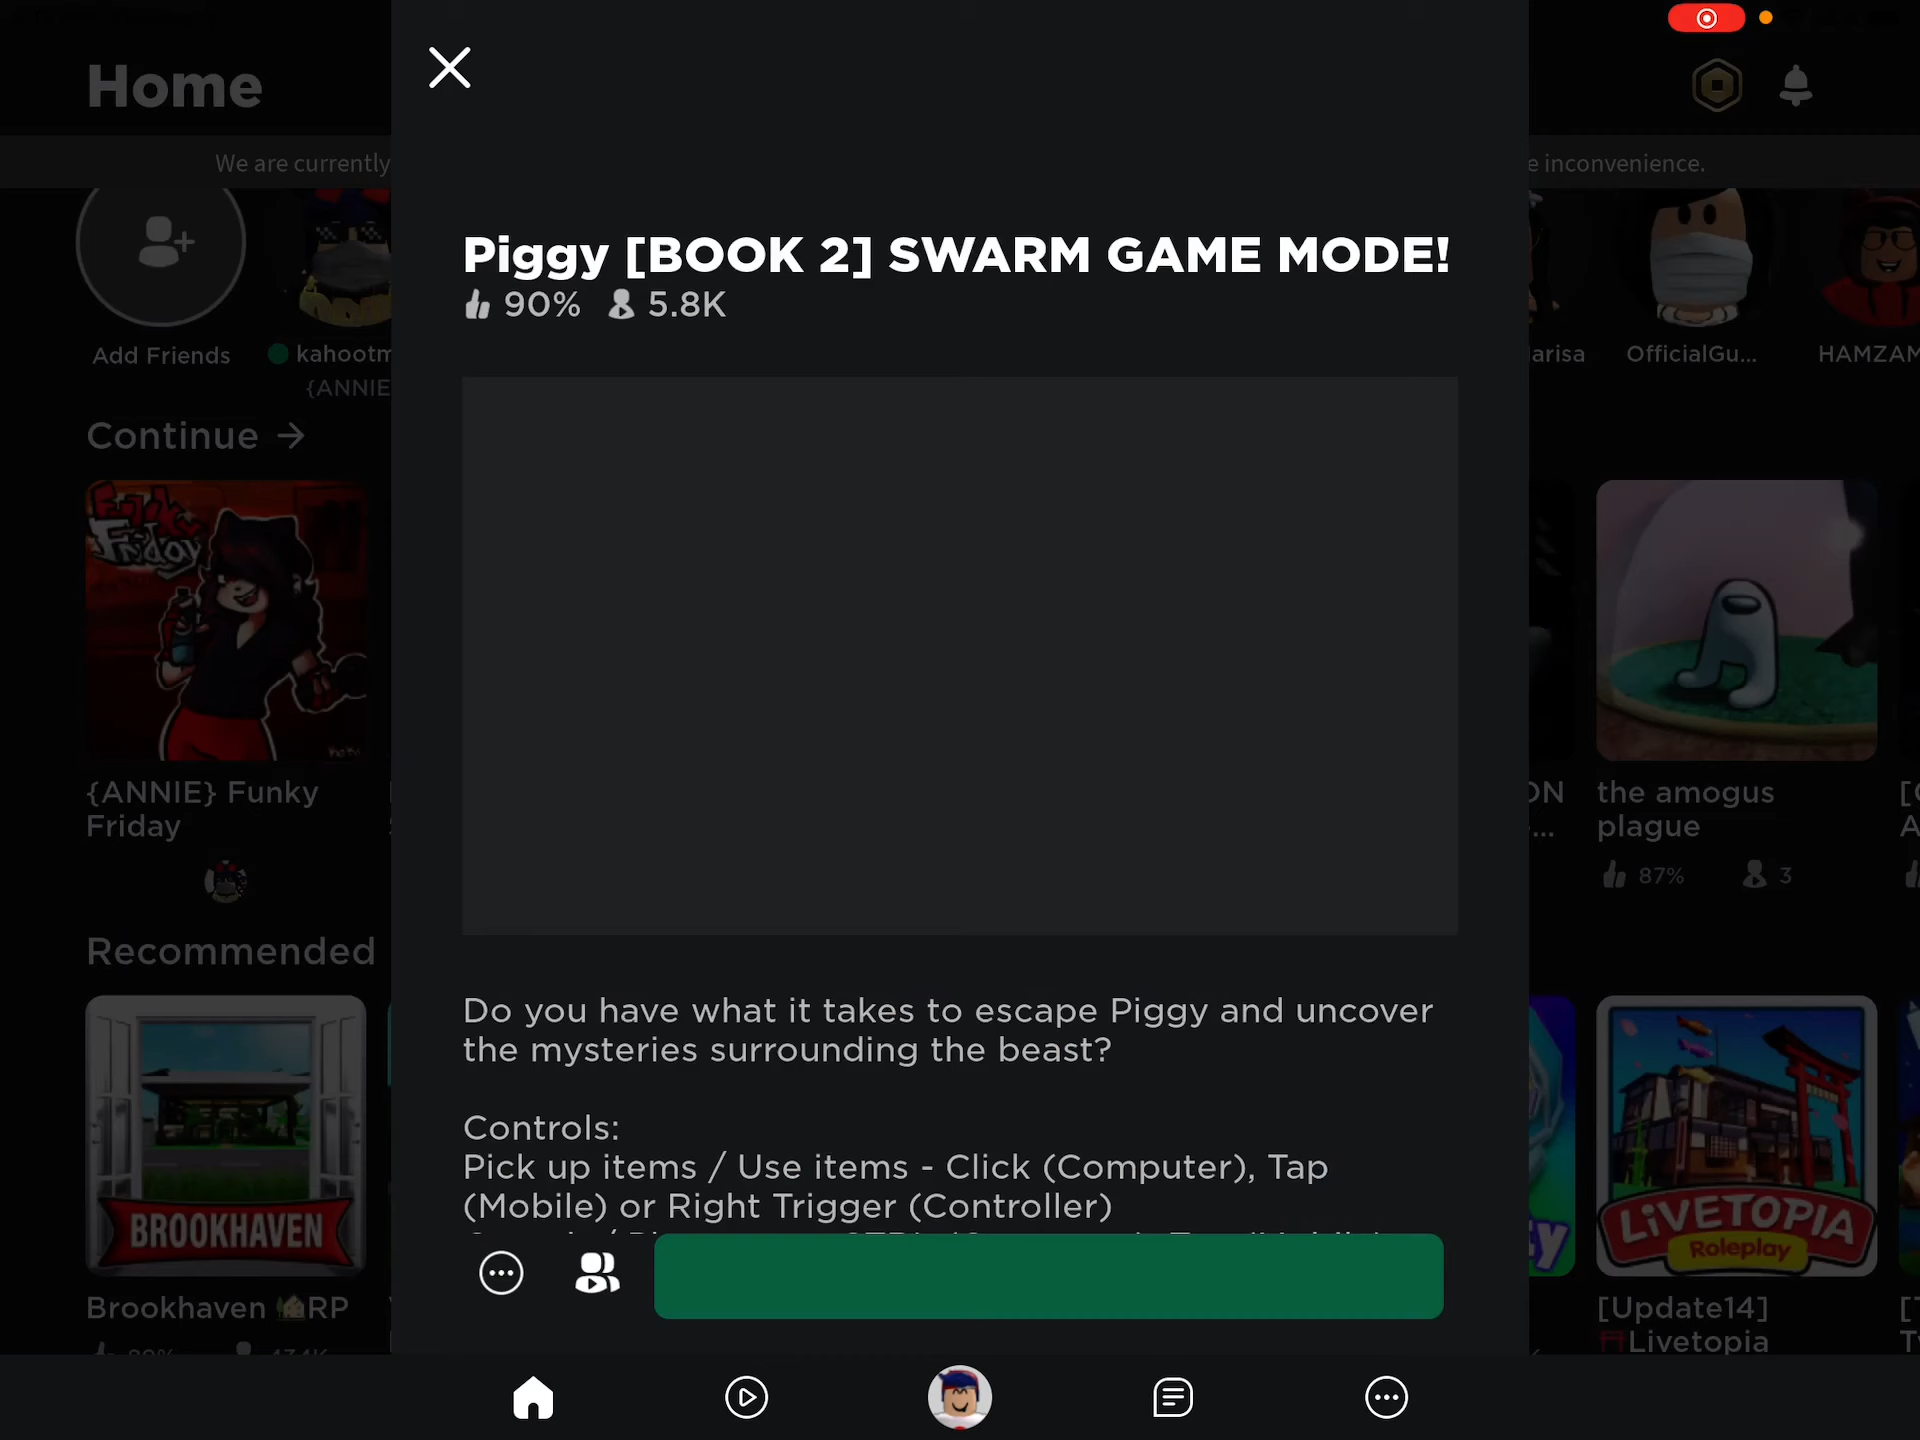 Home
We are currently
e inconvenience.
Piggy [BOOK 2] SWARM GAME MODE!
90% 5.8K
Add Friends
kahootm
{ANNIE
arisa
OfficialGu...
HAMZAM
Continue →
Funky
Friday
{ANNIE} Funky
Friday
ON
...
the amogus
plague
87% 3
Recommended
Do you have what it takes to escape Piggy and uncover
the mysteries surrounding the beast?
Controls:
Pick up items / Use items - Click (Computer), Tap
(Mobile) or Right Trigger (Controller)
BROOKHAVEN
LIVETOPIA
Roleplay
Brookhaven 🏡RP
[Update14]
⛩️Livetopia